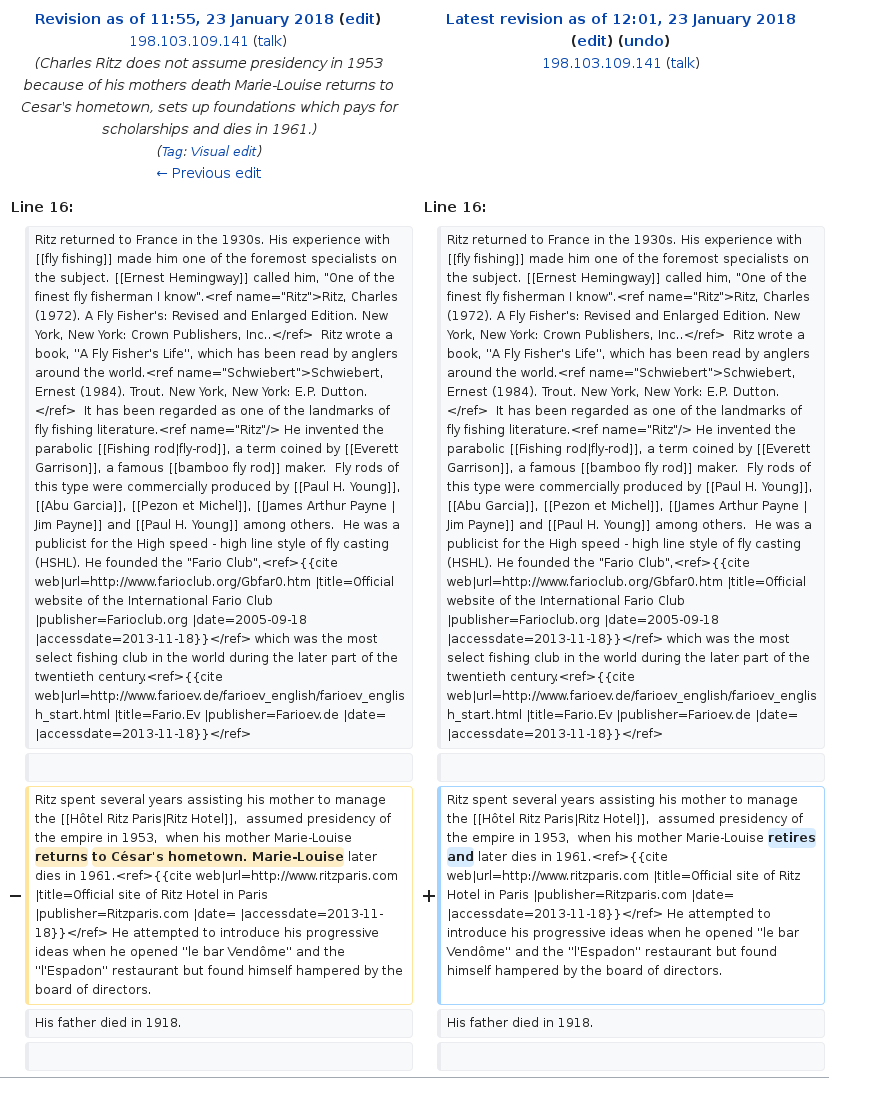 Revision as of 11:55, 23 January 2018 (edit)
198.103.109.141 (talk)
(Charles Ritz does not assume presidency in 1953
because of his mothers death Marie-Louise returns to
Cesar's hometown, sets up foundations which pays for
scholarships and dies in 1961.)
(Tag: Visual edit)
← Previous edit
Latest revision as of 12:01, 23 January 2018
(edit) (undo)
198.103.109.141 (talk)
Line 16:
Line 16:
Ritz returned to France in the 1930s. His experience with
[[fly fishing]] made him one of the foremost specialists on
the subject. [[Ernest Hemingway]] called him, "One of the
finest fly fisherman I know".<ref name="Ritz">Ritz, Charles
(1972). A Fly Fisher's: Revised and Enlarged Edition. New
York, New York: Crown Publishers, Inc..</ref>  Ritz wrote a
book, ''A Fly Fisher's Life'', which has been read by anglers
around the world.<ref name="Schwiebert">Schwiebert,
Ernest (1984). Trout. New York, New York: E.P. Dutton.
</ref>  It has been regarded as one of the landmarks of
fly fishing literature.<ref name="Ritz"/> He invented the
parabolic [[Fishing rod|fly-rod]], a term coined by [[Everett
Garrison]], a famous [[bamboo fly rod]] maker.  Fly rods of
this type were commercially produced by [[Paul H. Young]],
[[Abu Garcia]], [[Pezon et Michel]], [[James Arthur Payne |
Jim Payne]] and [[Paul H. Young]] among others.  He was a
publicist for the High speed - high line style of fly casting
(HSHL). He founded the "Fario Club",<ref>{{cite
web|url=http://www.farioclub.org/Gbfar0.htm |title=Official
website of the International Fario Club
|publisher=Farioclub.org |date=2005-09-18
|accessdate=2013-11-18}}</ref> which was the most
select fishing club in the world during the later part of the
twentieth century.<ref>{{cite
web|url=http://www.farioev.de/farioev_english/farioev_englis
h_start.html |title=Fario.Ev |publisher=Farioev.de |date=
|accessdate=2013-11-18}}</ref>
Ritz returned to France in the 1930s. His experience with
[[fly fishing]] made him one of the foremost specialists on
the subject. [[Ernest Hemingway]] called him, "One of the
finest fly fisherman I know".<ref name="Ritz">Ritz, Charles
(1972). A Fly Fisher's: Revised and Enlarged Edition. New
York, New York: Crown Publishers, Inc..</ref>  Ritz wrote a
book, ''A Fly Fisher's Life'', which has been read by anglers
around the world.<ref name="Schwiebert">Schwiebert,
Ernest (1984). Trout. New York, New York: E.P. Dutton.
</ref>  It has been regarded as one of the landmarks of
fly fishing literature.<ref name="Ritz"/> He invented the
parabolic [[Fishing rod|fly-rod]], a term coined by [[Everett
Garrison]], a famous [[bamboo fly rod]] maker.  Fly rods of
this type were commercially produced by [[Paul H. Young]],
[[Abu Garcia]], [[Pezon et Michel]], [[James Arthur Payne |
Jim Payne]] and [[Paul H. Young]] among others.  He was a
publicist for the High speed - high line style of fly casting
(HSHL). He founded the "Fario Club",<ref>{{cite
web|url=http://www.farioclub.org/Gbfar0.htm |title=Official
website of the International Fario Club
|publisher=Farioclub.org |date=2005-09-18
|accessdate=2013-11-18}}</ref> which was the most
select fishing club in the world during the later part of the
twentieth century.<ref>{{cite
web|url=http://www.farioev.de/farioev_english/farioev_englis
h_start.html |title=Fario.Ev |publisher=Farioev.de |date=
|accessdate=2013-11-18}}</ref>
−
Ritz spent several years assisting his mother to manage
the [[Hôtel Ritz Paris|Ritz Hotel]],  assumed presidency of
the empire in 1953,  when his mother Marie-Louise
returns to César's hometown. Marie-Louise later
dies in 1961.<ref>{{cite web|url=http://www.ritzparis.com
|title=Official site of Ritz Hotel in Paris
|publisher=Ritzparis.com |date= |accessdate=2013-11-
18}}</ref> He attempted to introduce his progressive
ideas when he opened ''le bar Vendôme'' and the
''l'Espadon'' restaurant but found himself hampered by the
board of directors.
+
Ritz spent several years assisting his mother to manage
the [[Hôtel Ritz Paris|Ritz Hotel]],  assumed presidency of
the empire in 1953,  when his mother Marie-Louise retires
and later dies in 1961.<ref>{{cite
web|url=http://www.ritzparis.com |title=Official site of Ritz
Hotel in Paris |publisher=Ritzparis.com |date=
|accessdate=2013-11-18}}</ref> He attempted to
introduce his progressive ideas when he opened ''le bar
Vendôme'' and the ''l'Espadon'' restaurant but found
himself hampered by the board of directors.
His father died in 1918.
His father died in 1918.